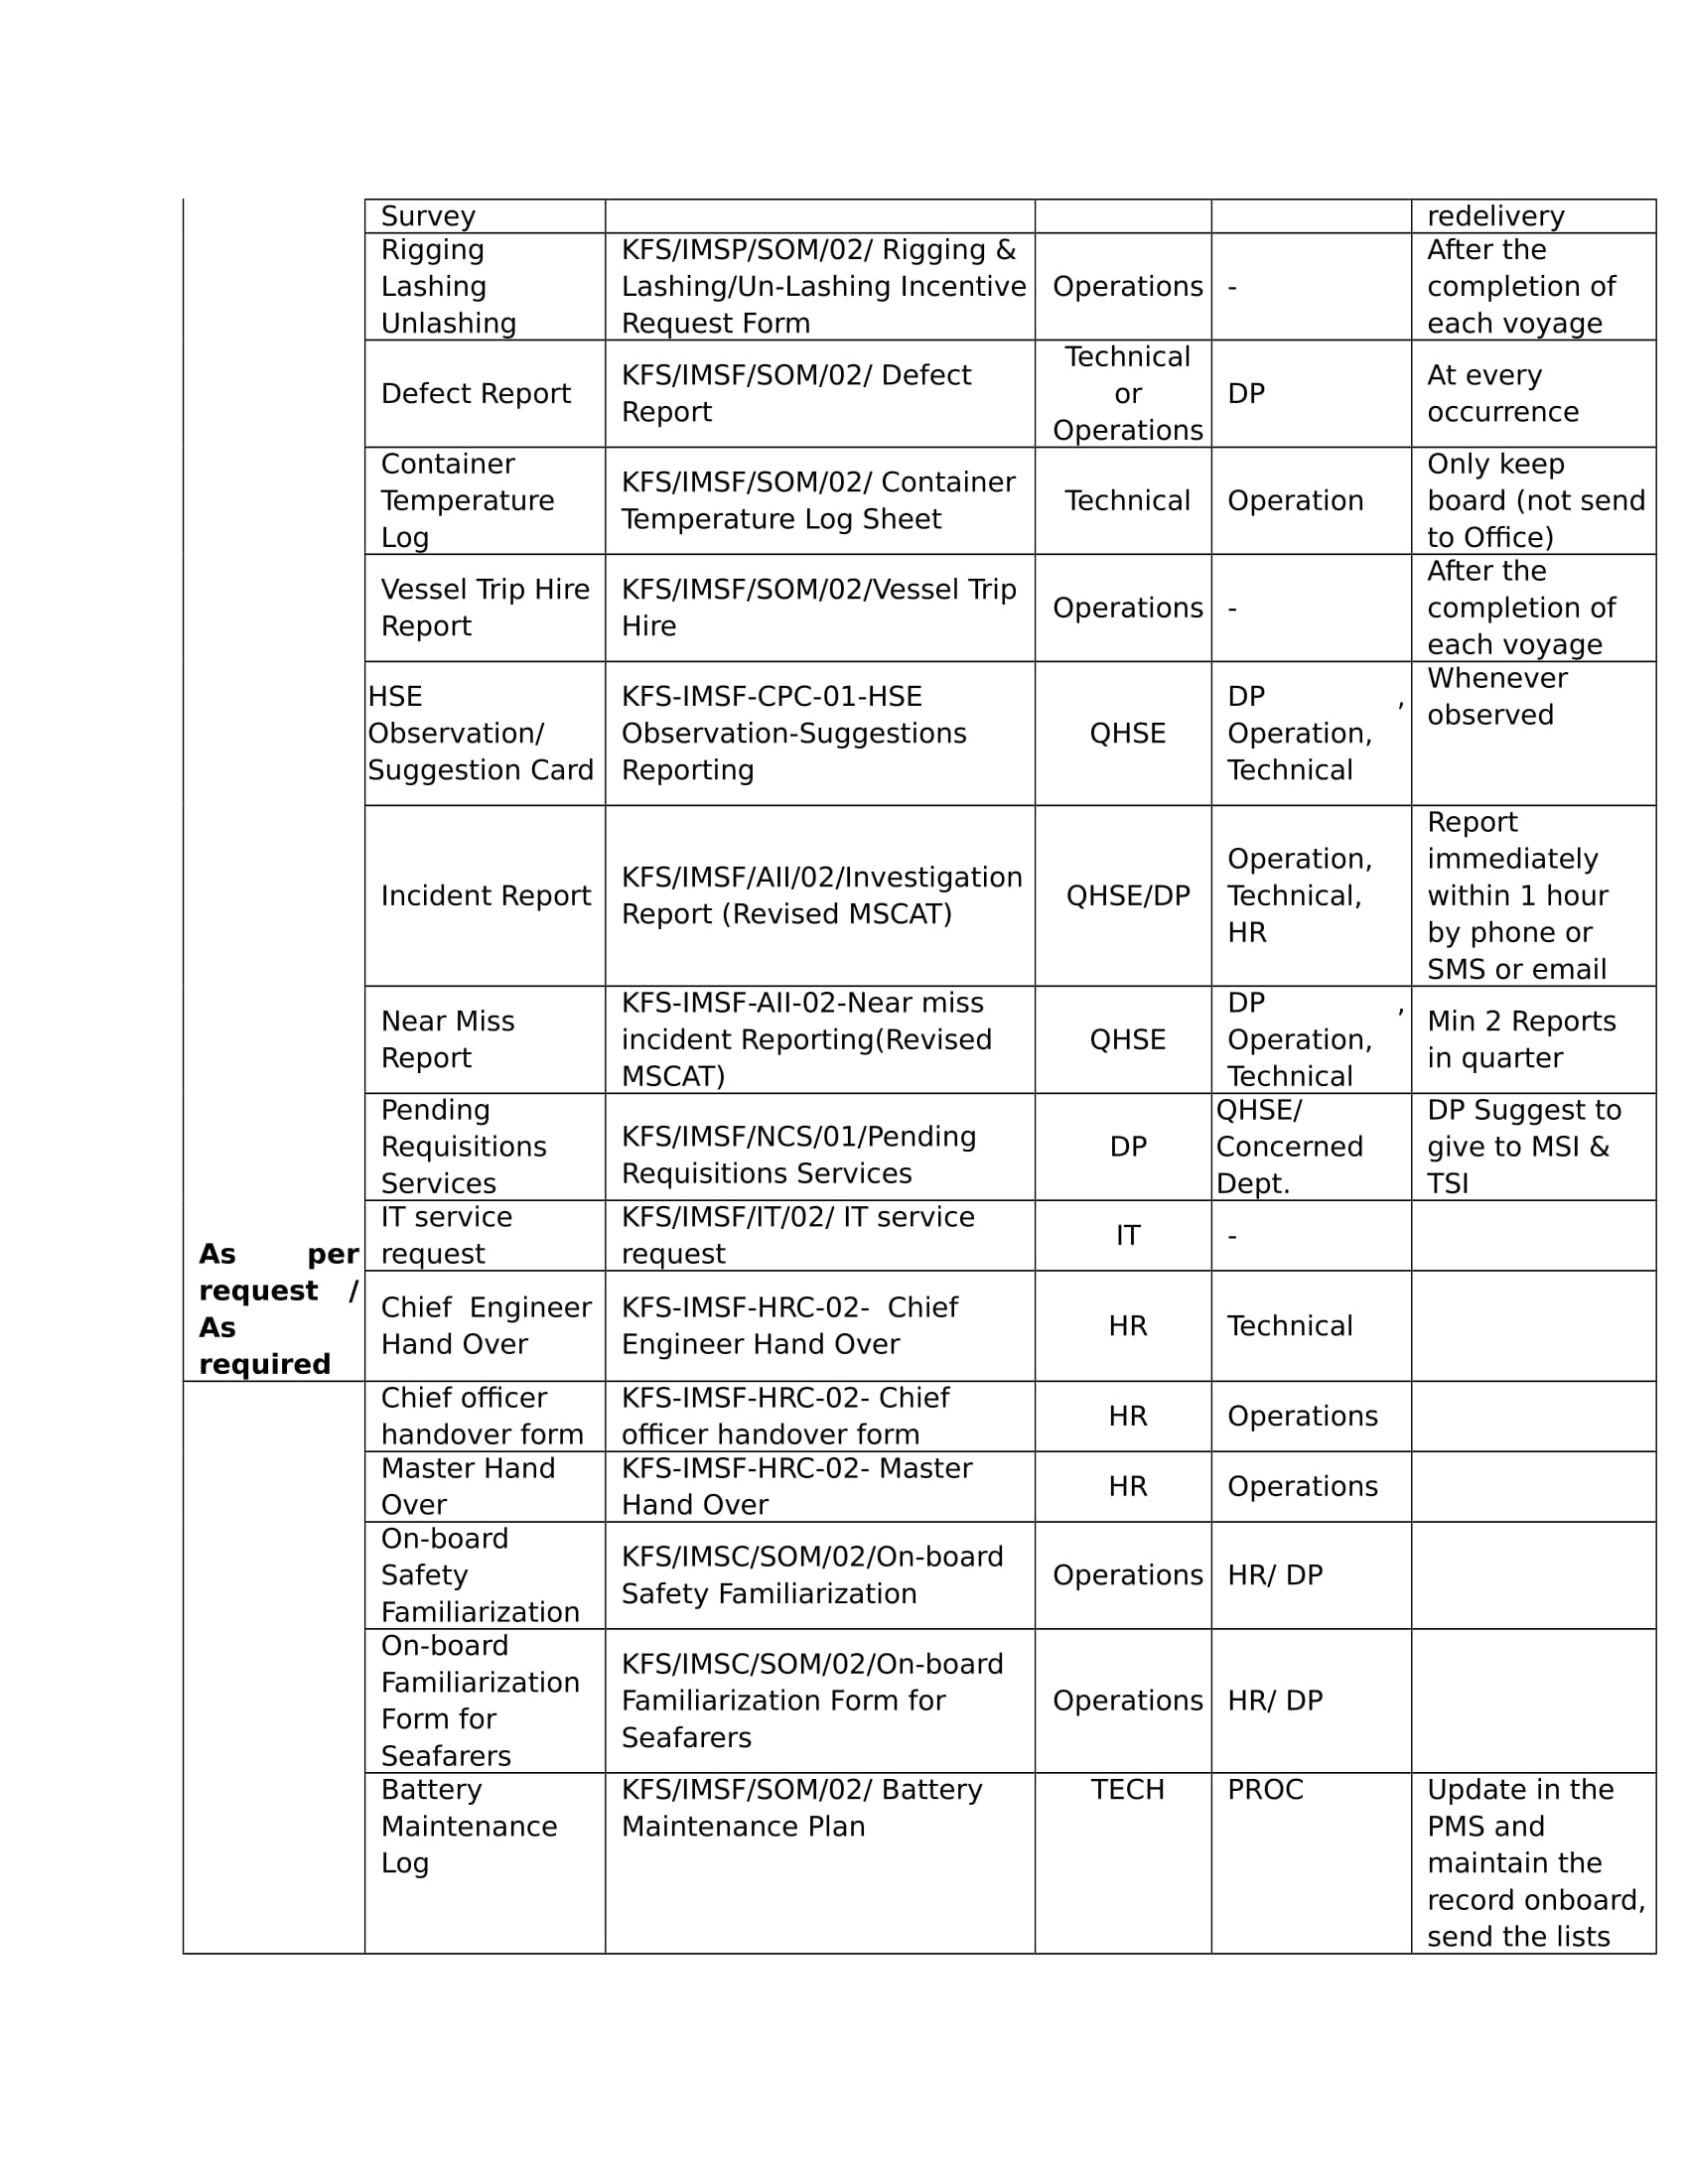 Survey
redelivery
Rigging
Lashing
Unlashing
KFS/IMSP/SOM/02/ Rigging &
Lashing/Un-Lashing Incentive
Request Form
Operations
-
After the
completion of
each voyage
Defect Report
KFS/IMSF/SOM/02/ Defect
Report
Technical
or
Operations
DP
At every
occurrence
Container
Temperature
Log
KFS/IMSF/SOM/02/ Container
Temperature Log Sheet
Technical
Operation
Only keep
board (not send
to Office)
Vessel Trip Hire
Report
KFS/IMSF/SOM/02/Vessel Trip
Hire
Operations
-
After the
completion of
each voyage
HSE
Observation/
Suggestion Card
KFS-IMSF-CPC-01-HSE
Observation-Suggestions
Reporting
QHSE
DP ,
Operation,
Technical
Whenever
observed
Incident Report
KFS/IMSF/AII/02/Investigation
Report (Revised MSCAT)
QHSE/DP
Operation,
Technical,
HR
Report
immediately
within 1 hour
by phone or
SMS or email
Near Miss
Report
KFS-IMSF-AII-02-Near miss
incident Reporting(Revised
MSCAT)
QHSE
DP ,
Operation,
Technical
Min 2 Reports
in quarter
Pending
Requisitions
Services
KFS/IMSF/NCS/01/Pending
Requisitions Services
DP
QHSE/
Concerned
Dept.
DP Suggest to
give to MSI &
TSI
As per
request /
As
required
IT service
request
KFS/IMSF/IT/02/ IT service
request
IT
-
Chief Engineer
Hand Over
KFS-IMSF-HRC-02- Chief
Engineer Hand Over
HR
Technical
Chief officer
handover form
KFS-IMSF-HRC-02- Chief
officer handover form
HR
Operations
Master Hand
Over
KFS-IMSF-HRC-02- Master
Hand Over
HR
Operations
On-board
Safety
Familiarization
KFS/IMSC/SOM/02/On-board
Safety Familiarization
Operations
HR/ DP
On-board
Familiarization
Form for
Seafarers
KFS/IMSC/SOM/02/On-board
Familiarization Form for
Seafarers
Operations
HR/ DP
Battery
Maintenance
Log
KFS/IMSF/SOM/02/ Battery
Maintenance Plan
TECH
PROC
Update in the
PMS and
maintain the
record onboard,
send the lists